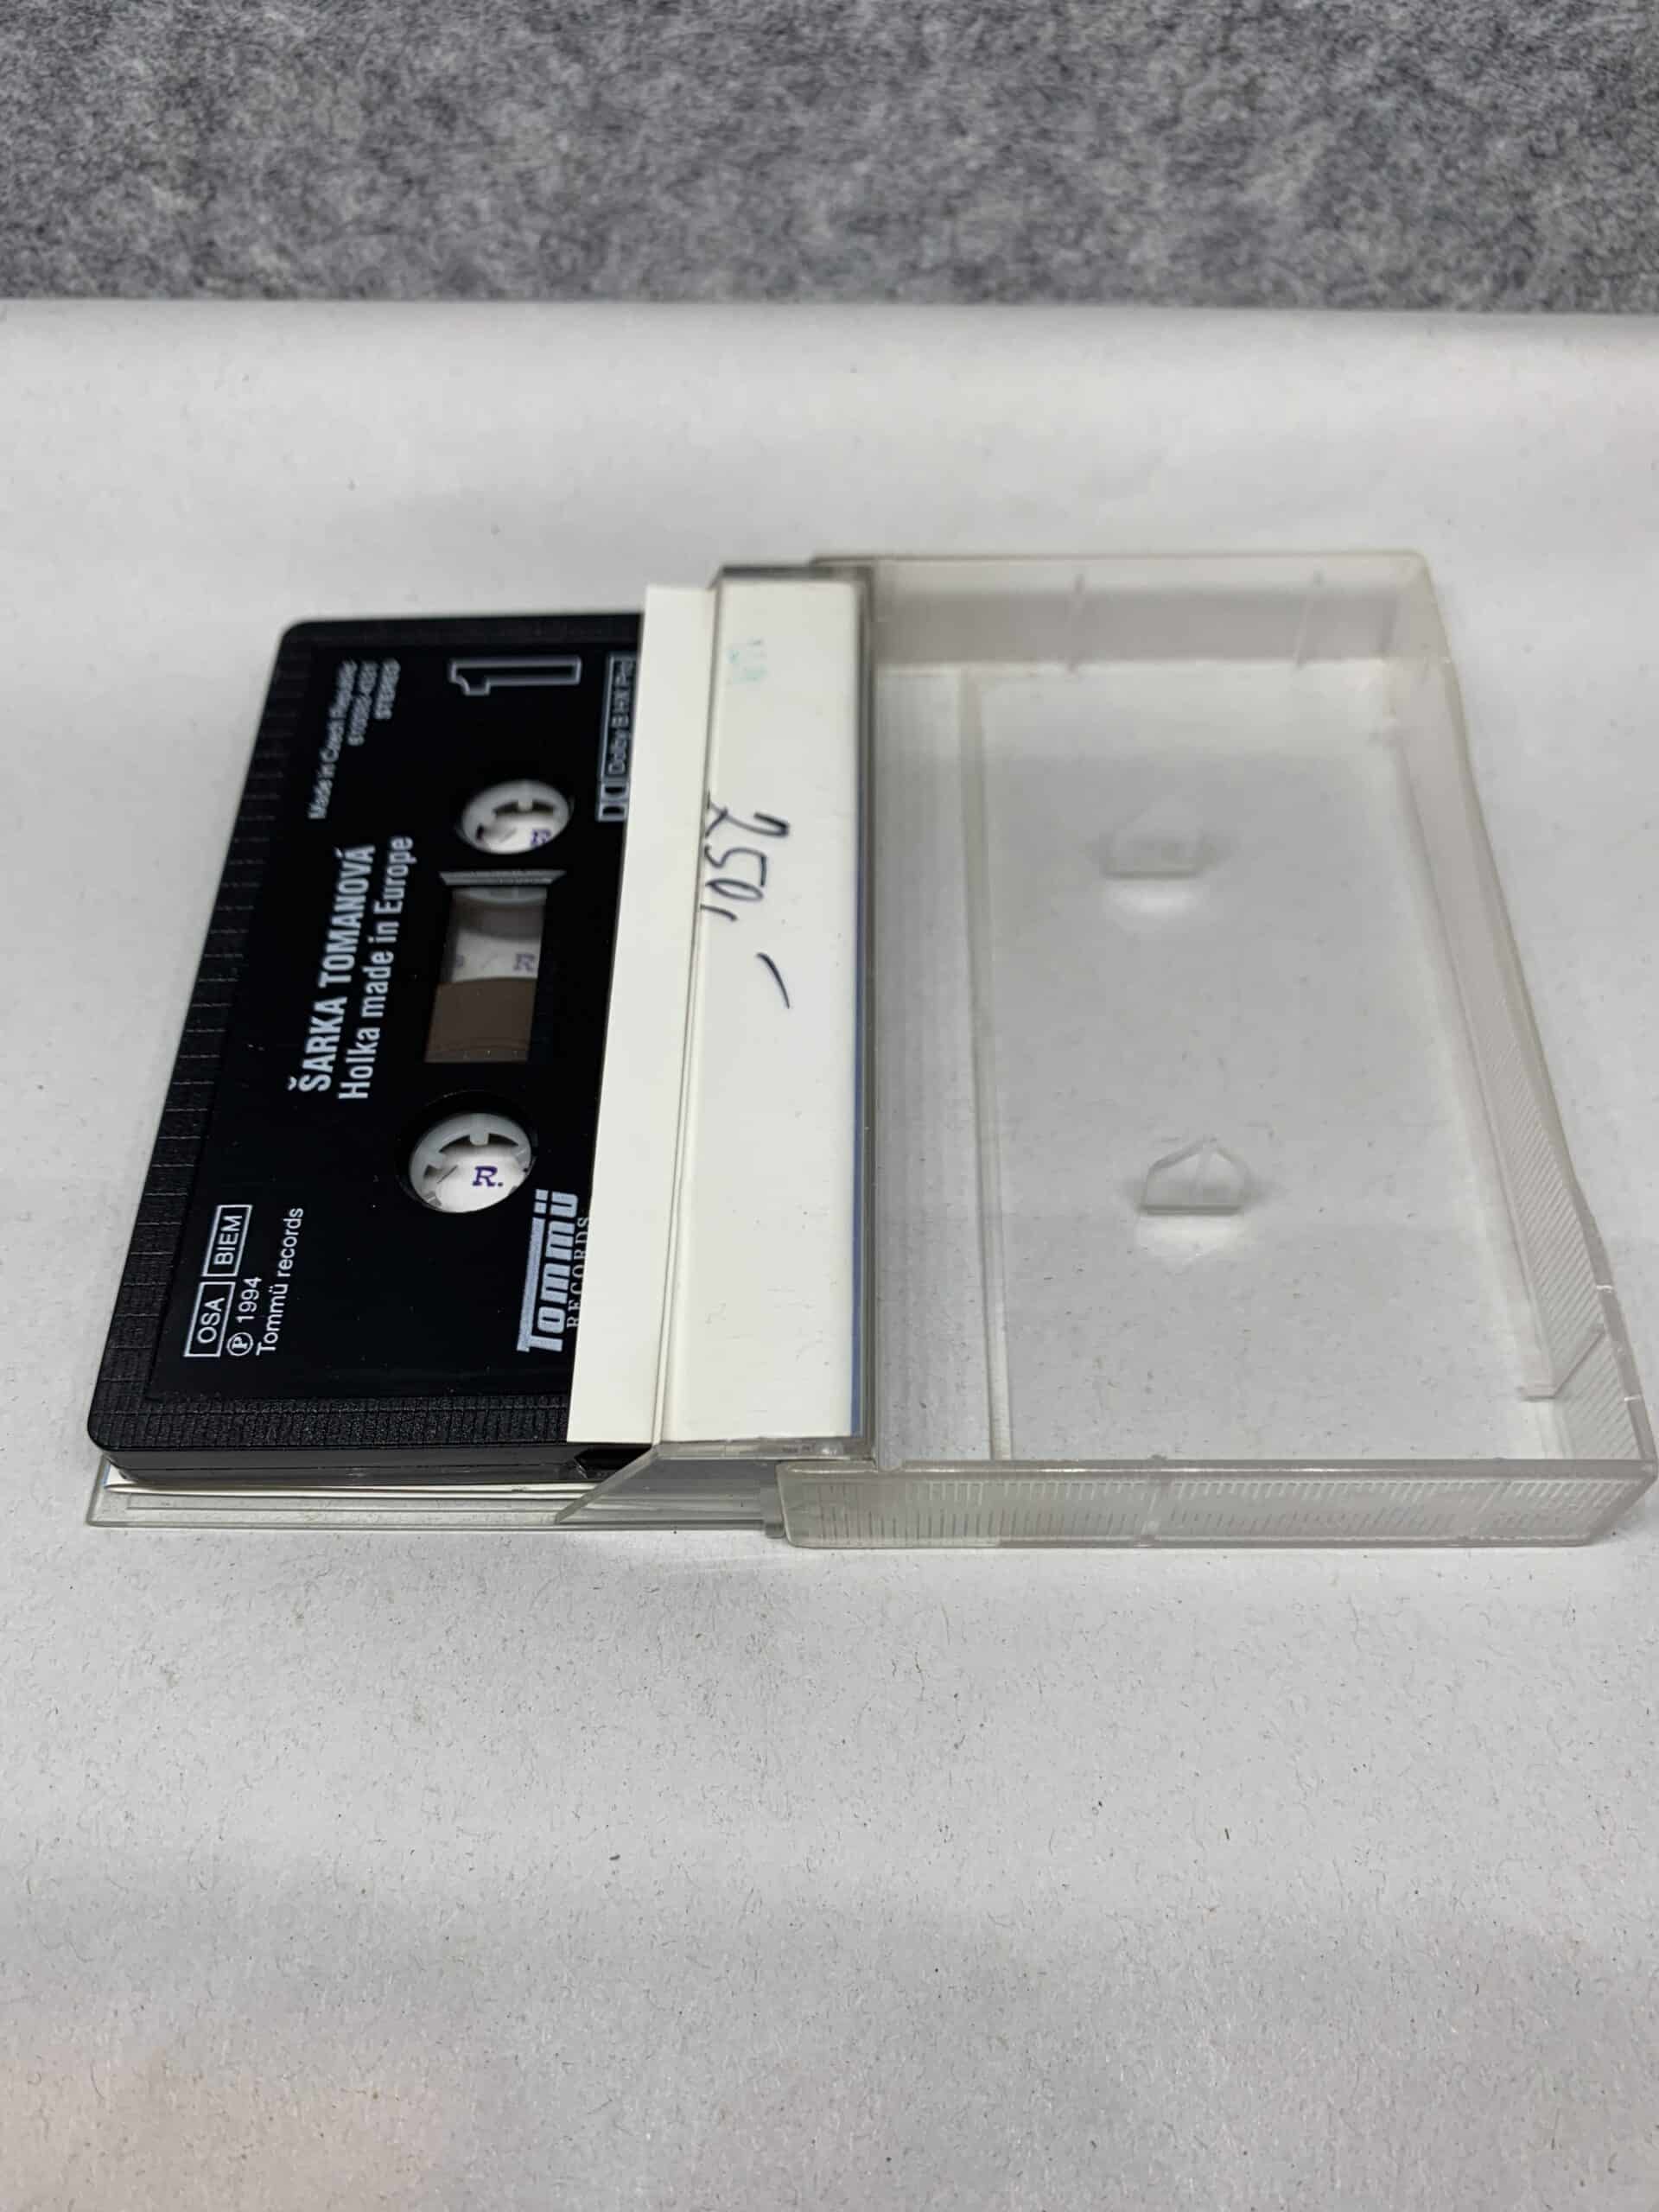 ŠARKA TOMANOVÁ
Holka made in Europe
OSA BIEM
Ⓟ 1994
Tommü records
Made in Czech Republic
STEREO
1
R.
Tommü
RECORDS
Dolby B HX Pro
250,-